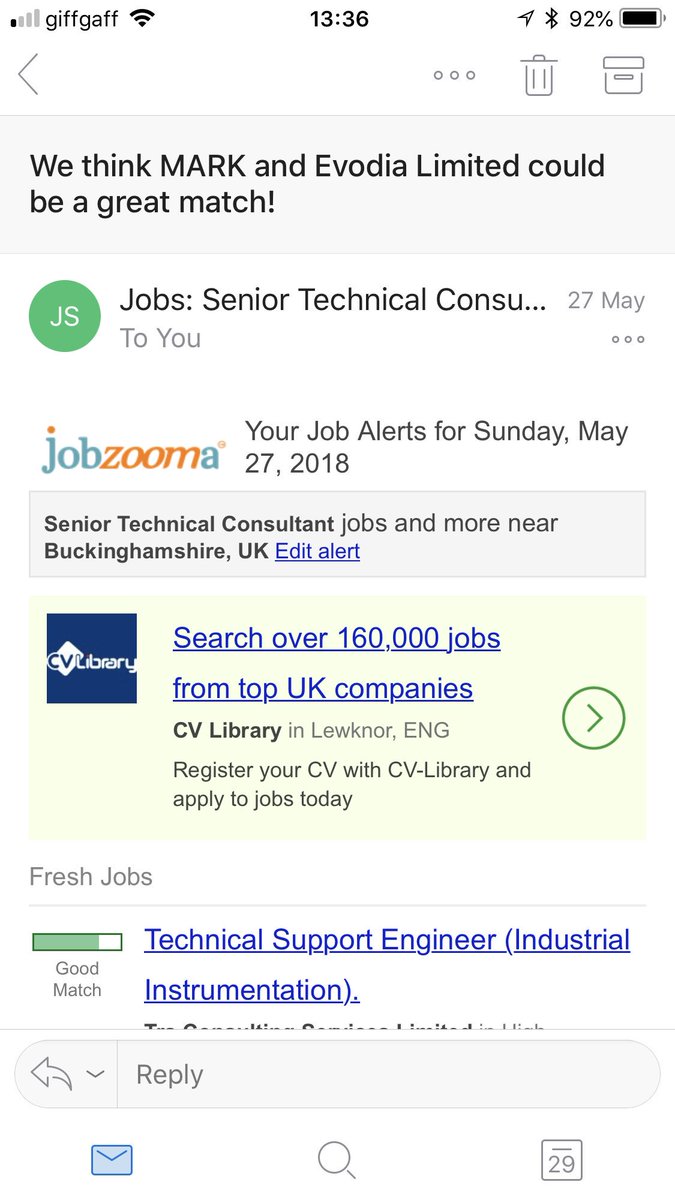 giffgaff 13:36 92%
We think MARK and Evodia Limited could
be a great match!
JS Jobs: Senior Technical Consu... 27 May
To You
jobzooma Your Job Alerts for Sunday, May
27, 2018
Senior Technical Consultant jobs and more near
Buckinghamshire, UK Edit alert
CVLibrary
Search over 160,000 jobs
from top UK companies
CV Library in Lewknor, ENG
Register your CV with CV-Library and
apply to jobs today
Fresh Jobs
Good
Match
Technical Support Engineer (Industrial
Instrumentation).
Reply
29